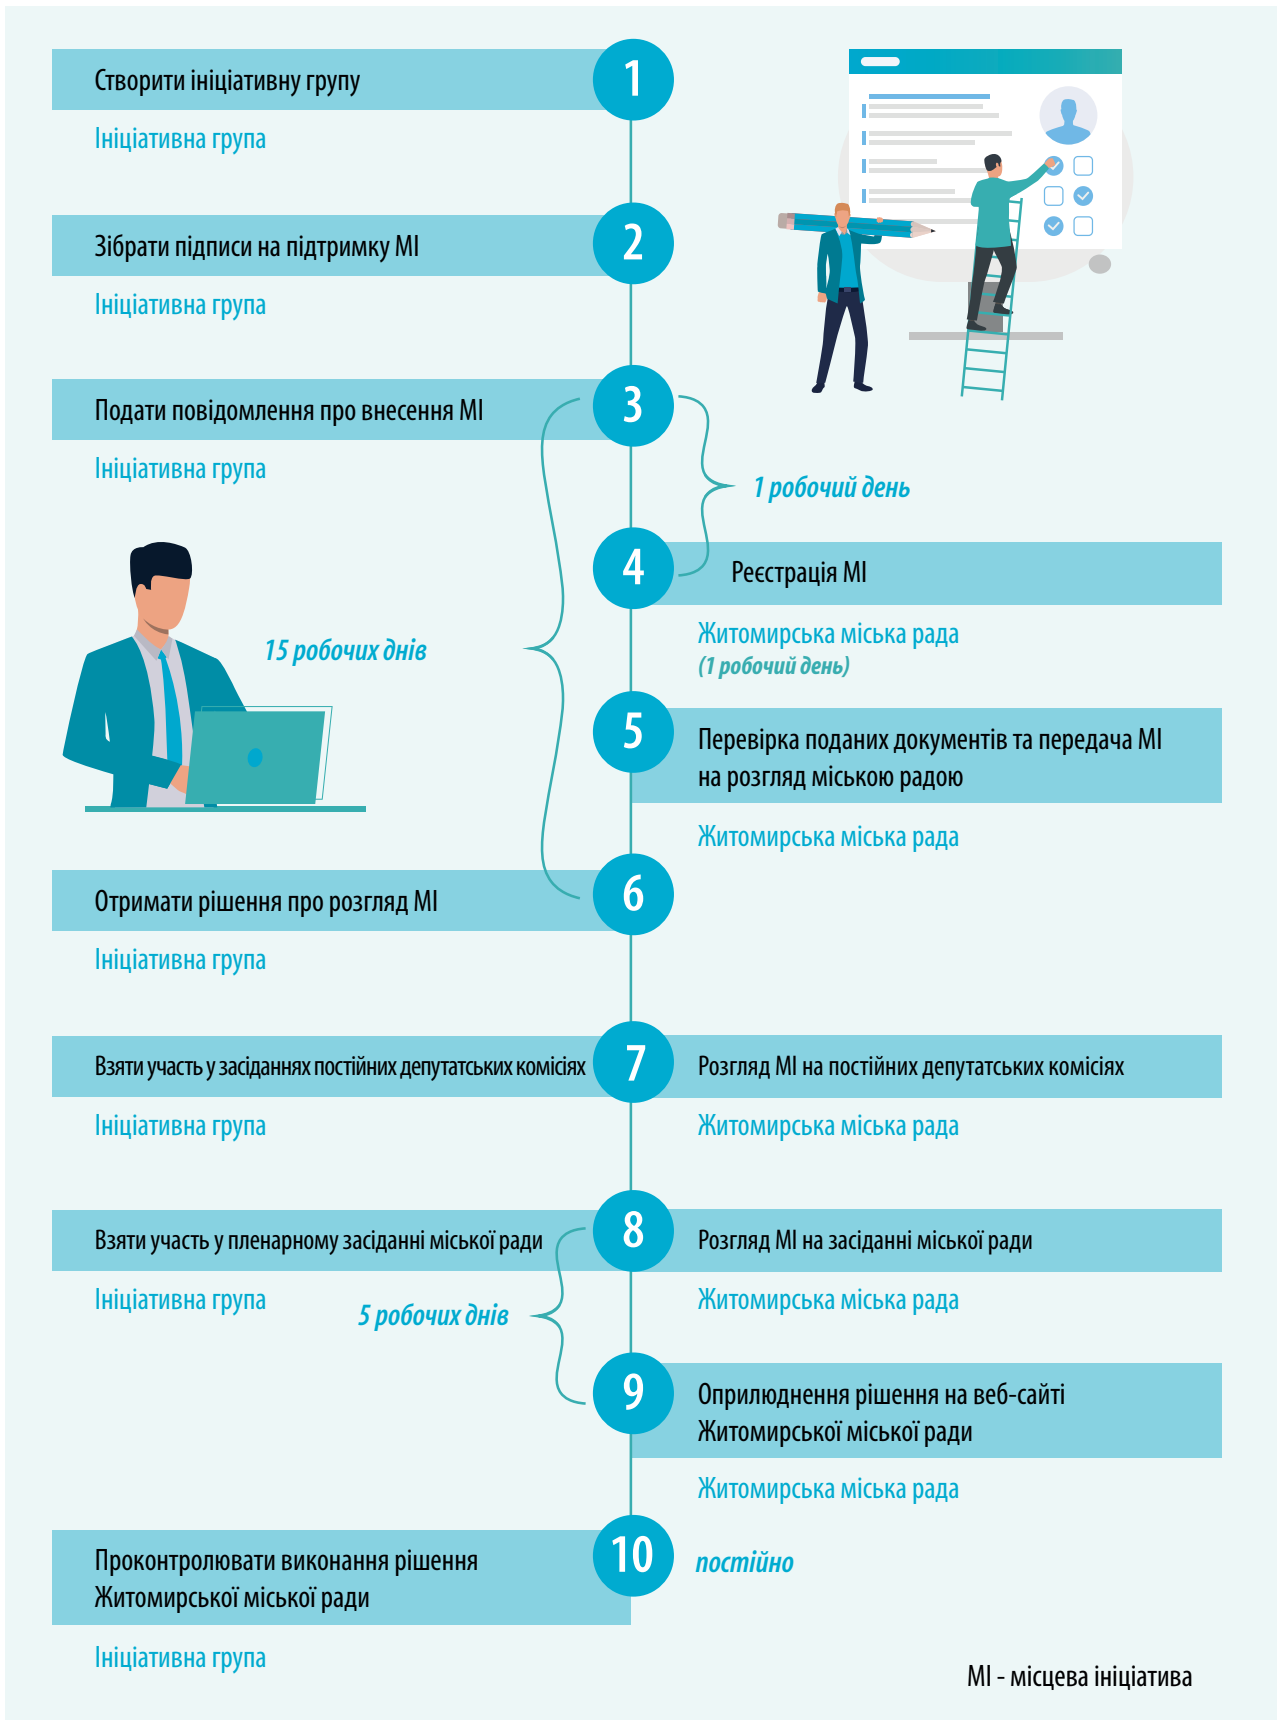 1
Створити ініціативну групу
Ініціативна група
2
Зібрати підписи на підтримку МІ
Ініціативна група
3
Подати повідомлення про внесення МІ
Ініціативна група
1 робочий день
4
Реєстрація МІ
Житомирська міська рада
(1 робочий день)
15 робочих днів
5
Перевірка поданих документів та передача МІ
на розгляд міською радою
Житомирська міська рада
6
Отримати рішення про розгляд МІ
Ініціативна група
7
Взяти участь у засіданнях постійних депутатських комісіях
Ініціативна група
Розгляд МІ на постійних депутатських комісіях
Житомирська міська рада
8
Взяти участь у пленарному засіданні міської ради
Ініціативна група
Розгляд МІ на засіданні міської ради
Житомирська міська рада
5 робочих днів
9
Оприлюднення рішення на веб-сайті
Житомирської міської ради
Житомирська міська рада
10
Проконтролювати виконання рішення
Житомирської міської ради
Ініціативна група
постійно
МІ - місцева ініціатива